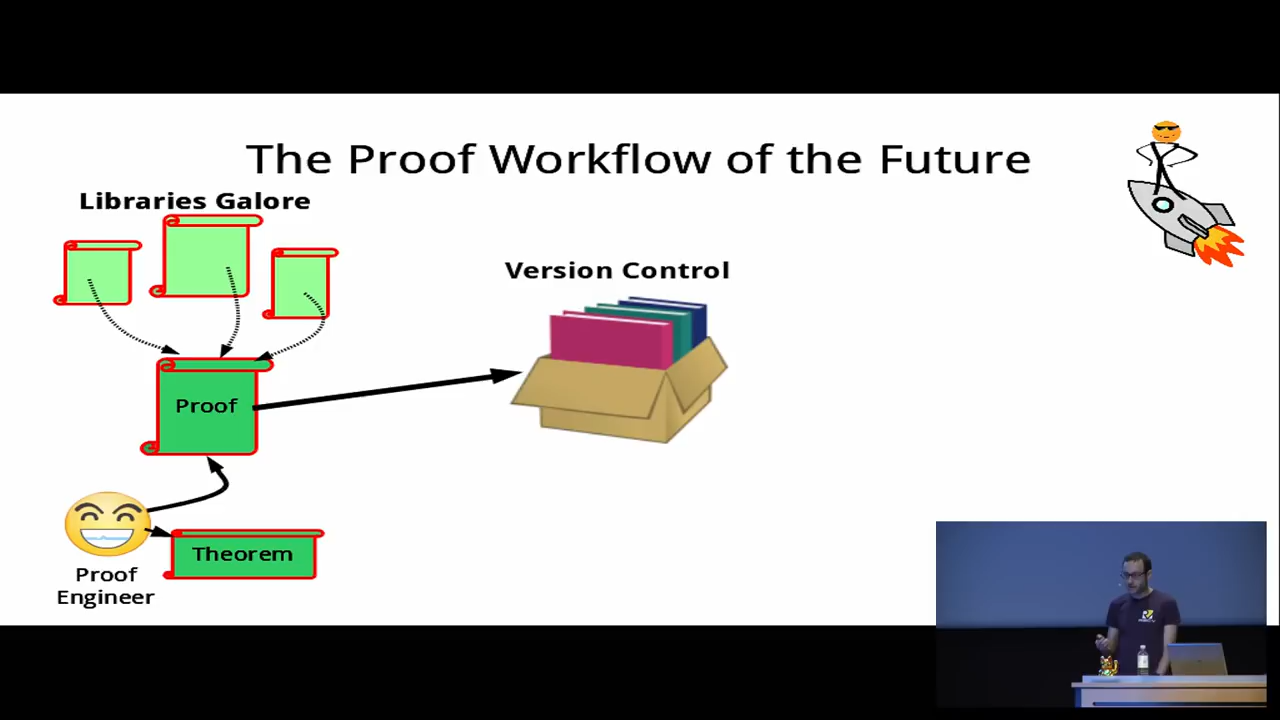 The Proof Workflow of the Future
Libraries Galore
Version Control
Proof
Theorem
Proof
Engineer